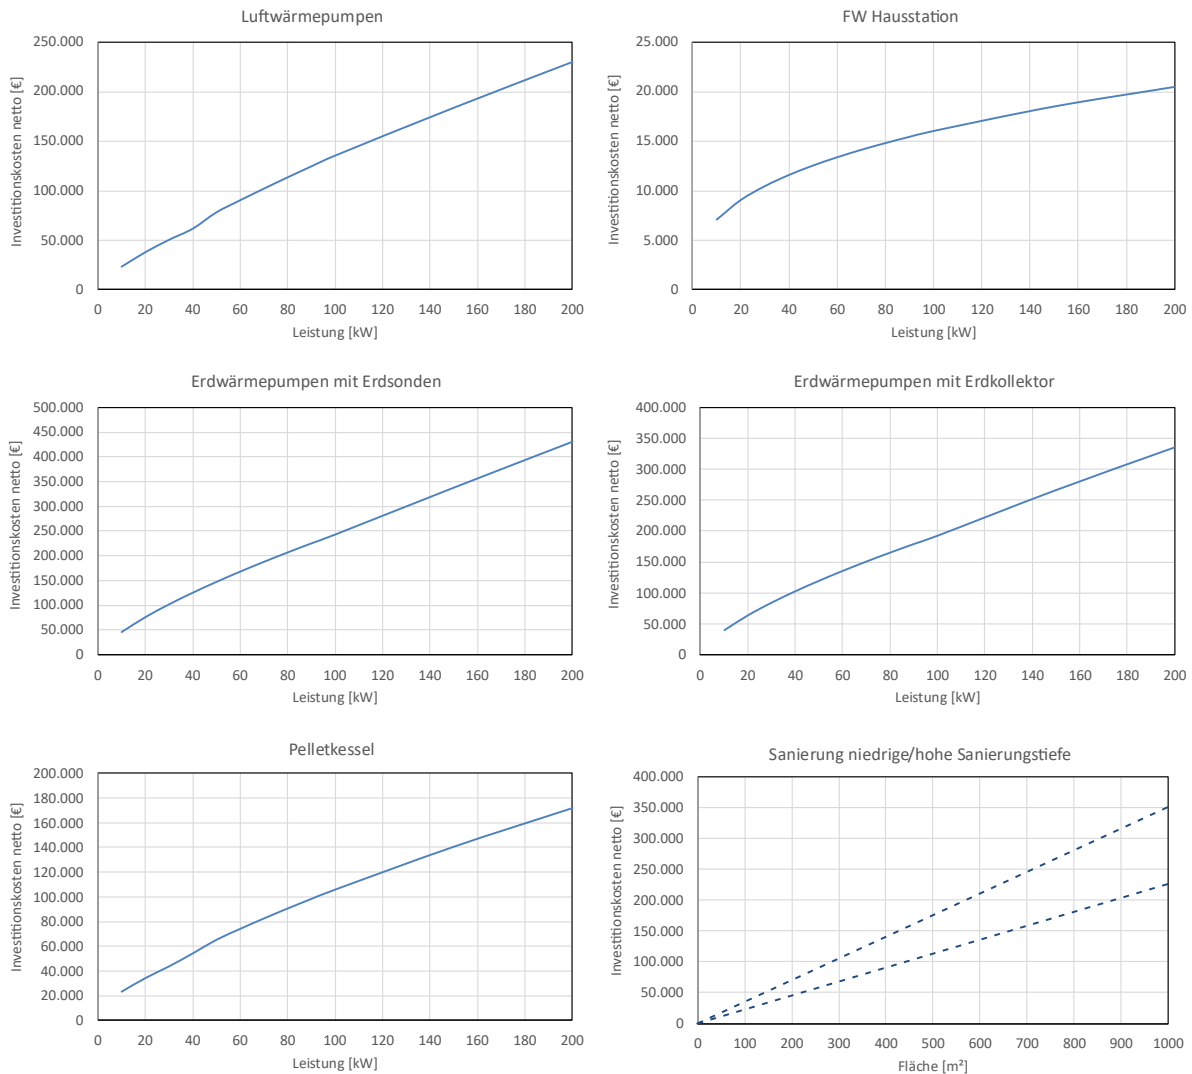 Luftwärmepumpen
Investitionskosten netto [€]
250.000
200.000
150.000
100.000
50.000
0
0 20 40 60 80 100 120 140 160 180 200
Leistung [kW]
FW Hausstation
Investitionskosten netto [€]
25.000
20.000
15.000
10.000
5.000
0
0 20 40 60 80 100 120 140 160 180 200
Leistung [kW]
Erdwärmepumpen mit Erdsonden
Investitionskosten netto [€]
500.000
450.000
400.000
350.000
300.000
250.000
200.000
150.000
100.000
50.000
0
0 20 40 60 80 100 120 140 160 180 200
Leistung [kW]
Erdwärmepumpen mit Erdkollektor
Investitionskosten netto [€]
400.000
350.000
300.000
250.000
200.000
150.000
100.000
50.000
0
0 20 40 60 80 100 120 140 160 180 200
Leistung [kW]
Pelletkessel
Investitionskosten netto [€]
200.000
180.000
160.000
140.000
120.000
100.000
80.000
60.000
40.000
20.000
0
0 20 40 60 80 100 120 140 160 180 200
Leistung [kW]
Sanierung niedrige/hohe Sanierungstiefe
Investitionskosten netto [€]
400.000
350.000
300.000
250.000
200.000
150.000
100.000
50.000
0
0 100 200 300 400 500 600 700 800 900 1000
Fläche [m²]